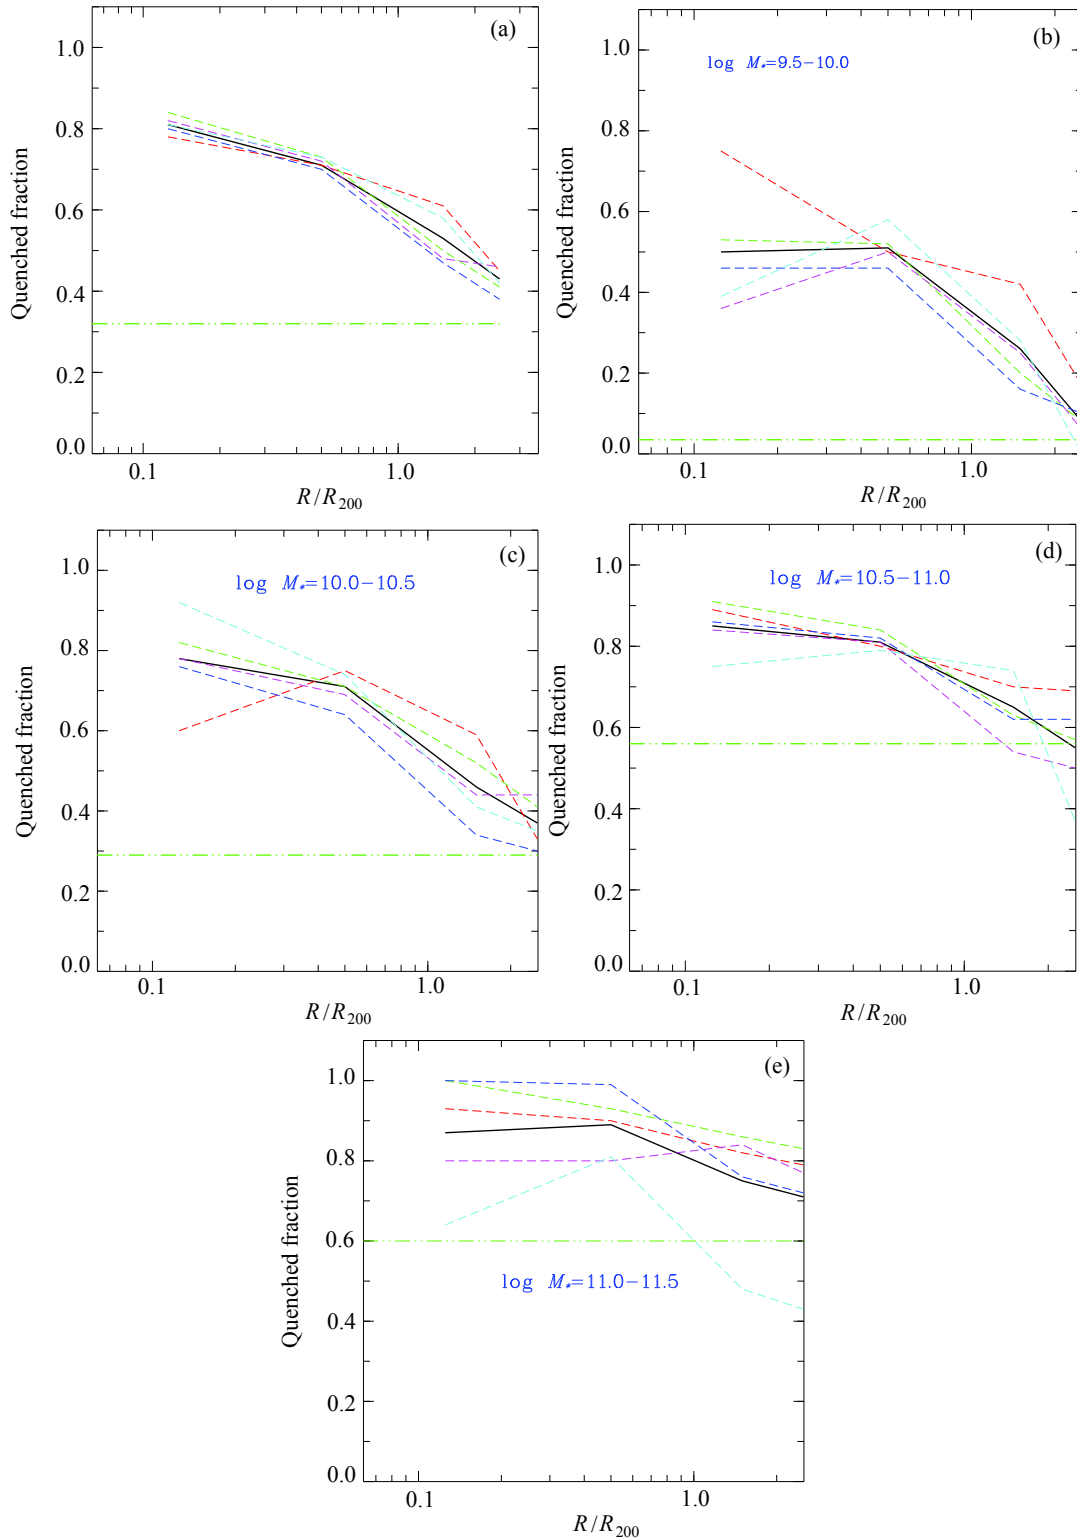 (a)
1.0
0.8
0.6
0.4
0.2
0.0
Quenched fraction
0.1
1.0
R/R200
(b)
log M*=9.5−10.0
1.0
0.8
0.6
0.4
0.2
0.0
Quenched fraction
0.1
1.0
R/R200
(c)
log M*=10.0−10.5
1.0
0.8
0.6
0.4
0.2
0.0
Quenched fraction
0.1
1.0
R/R200
(d)
log M*=10.5−11.0
1.0
0.8
0.6
0.4
0.2
0.0
Quenched fraction
0.1
1.0
R/R200
(e)
1.0
0.8
0.6
0.4
0.2
0.0
Quenched fraction
log M*=11.0−11.5
0.1
1.0
R/R200